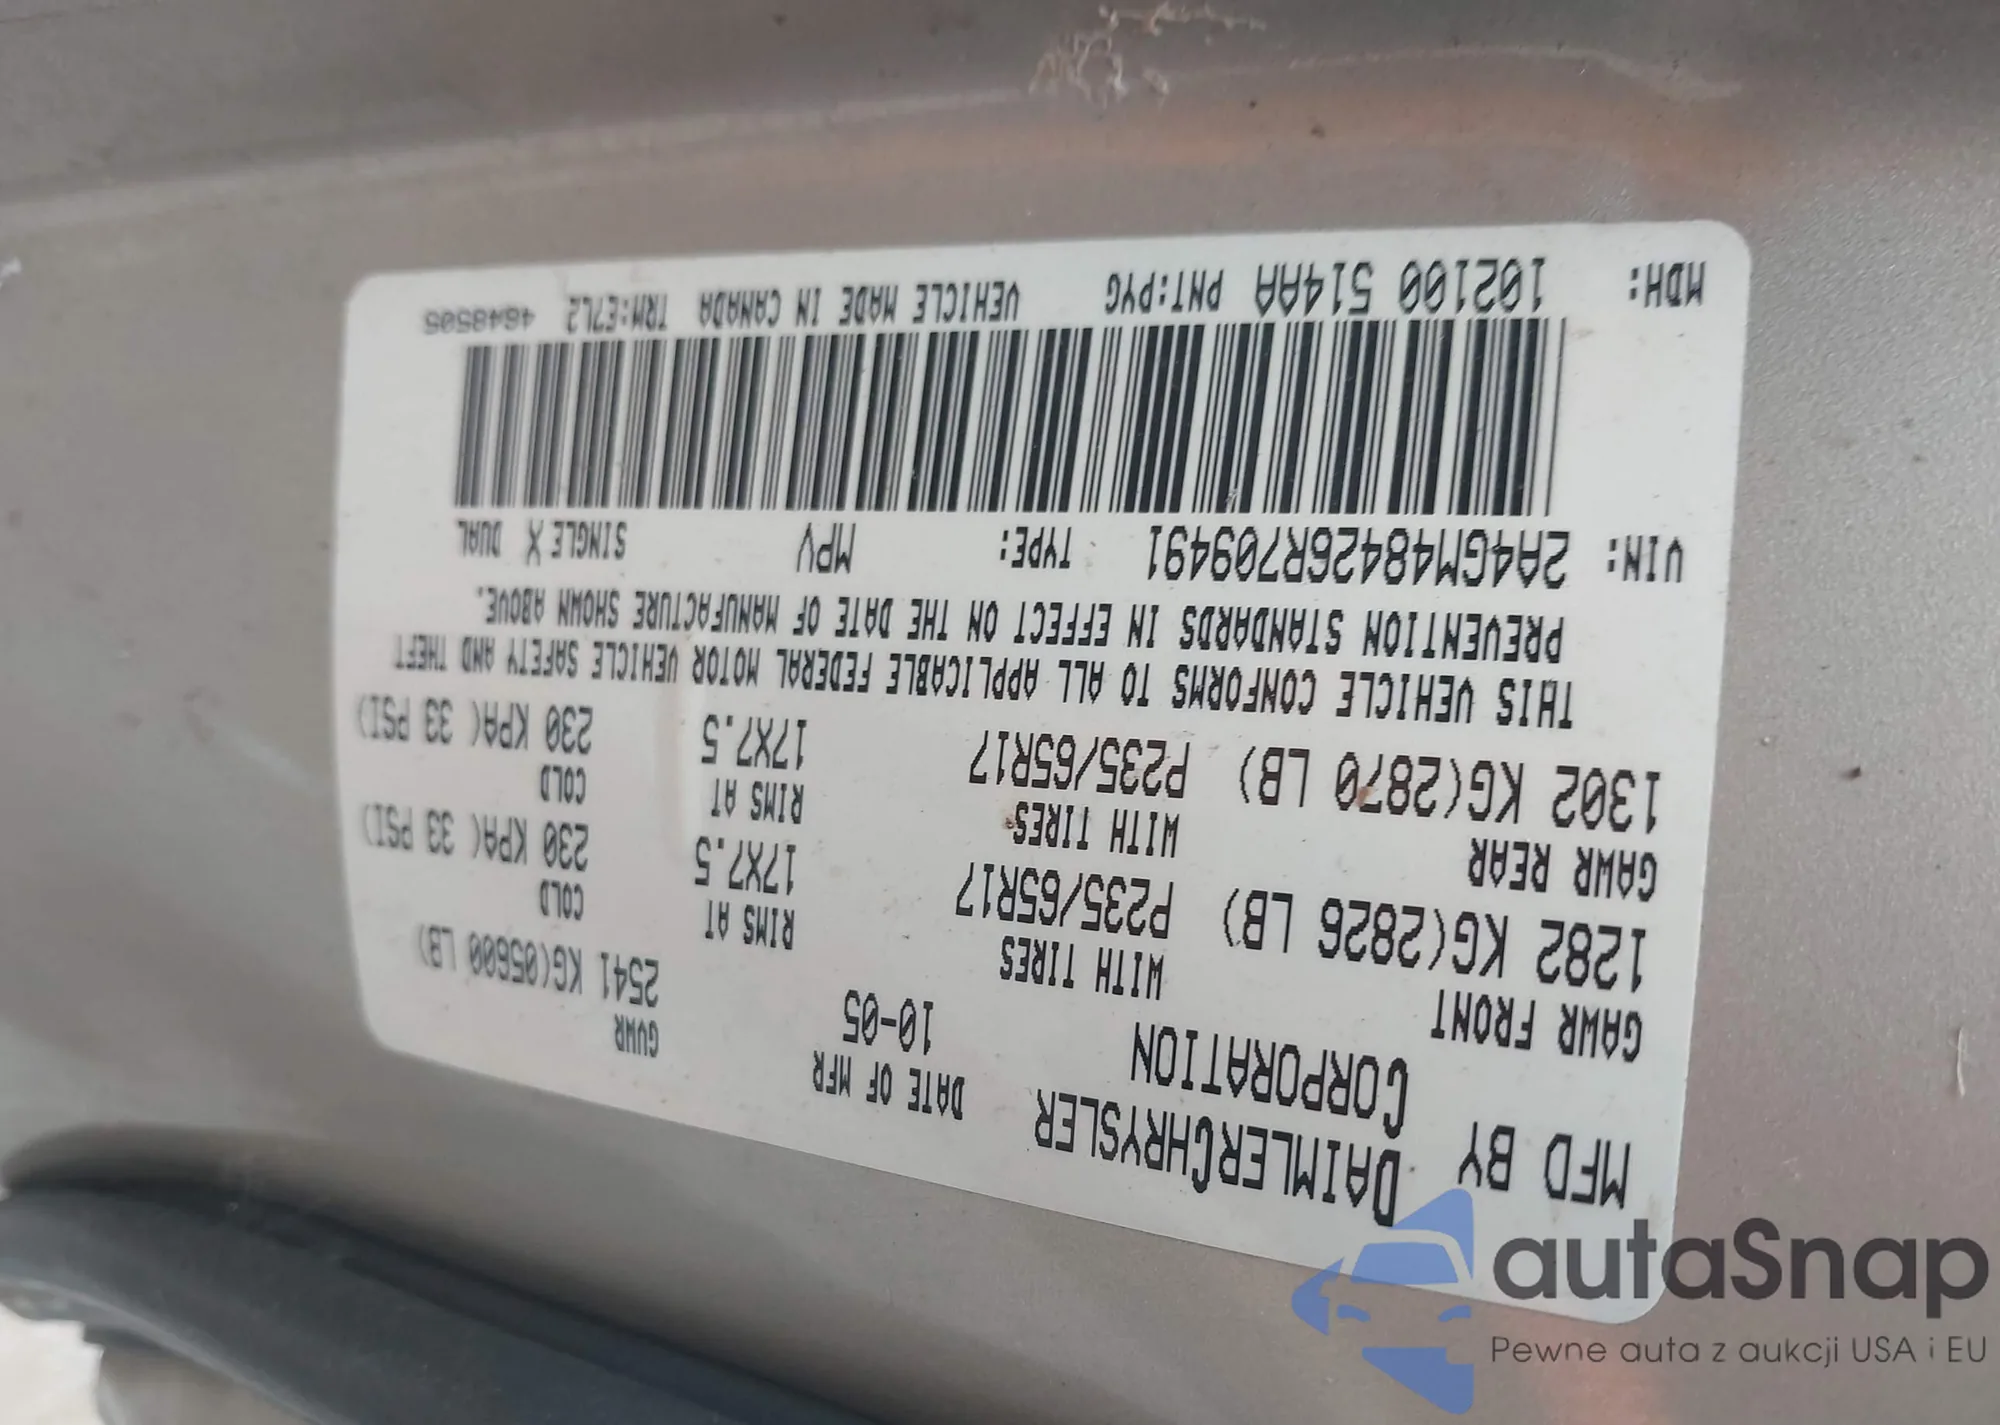 MFD BY DAIMLERCHRYSLER CORPORATION
DATE OF MFR 10-05
GVWR 2541 KG(05600 LB)
GAWR FRONT WITH TIRES RIMS AT COLD
1282 KG(2826 LB) P235/65R17 17X7.5 230 KPA( 33 PSI)
GAWR REAR WITH TIRES RIMS AT COLD
1302 KG(2870 LB) P235/65R17 17X7.5 230 KPA( 33 PSI)
THIS VEHICLE CONFORMS TO ALL APPLICABLE FEDERAL MOTOR VEHICLE SAFETY AND THEFT
PREVENTION STANDARDS IN EFFECT ON THE DATE OF MANUFACTURE SHOWN ABOVE.
VIN: 2A4GM48426R709491 TYPE: MPV SINGLE X DUAL
MDH: 102100 514AA PNT:PYG VEHICLE MADE IN CANADA TRM:E7L2 4648505
autaSnap
Pewne auta z aukcji USA i EU